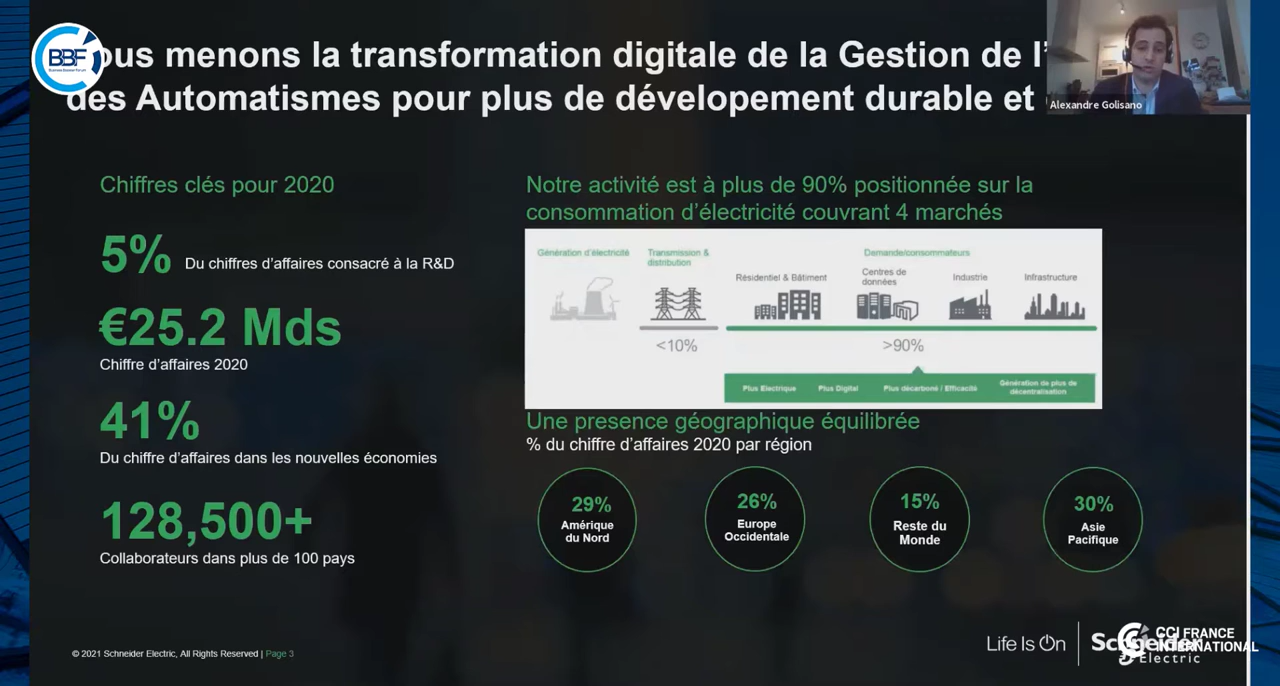 BBF
ous menons la transformation digitale de la Gestion de l'
des Automatismes pour plus de dévelopement durable et
Alexandre Golisano
Chiffres clés pour 2020
5% Du chiffres d'affaires consacré à la R&D
€25.2 Mds
Chiffre d'affaires 2020
41%
Du chiffre d'affaires dans les nouvelles économies
128,500+
Collaborateurs dans plus de 100 pays
Notre activité est à plus de 90% positionnée sur la
consommation d'électricité couvrant 4 marchés
Génération d'électricité
Transmission &
distribution
Demande/consommateurs
Résidentiel & Bâtiment
Centres de
données
Industrie
Infrastructure
<10%
>90%
Plus Electrique
Plus Digital
Plus décarboné / Efficacité
Génération de plus de
décentralisation
Une presence géographique équilibrée
% du chiffre d'affaires 2020 par région
29%
Amérique
du Nord
26%
Europe
Occidentale
15%
Reste du
Monde
30%
Asie
Pacifique
© 2021 Schneider Electric, All Rights Reserved | Page 3
Life Is On
Schneider
Electric
CCI FRANCE
INTERNATIONAL